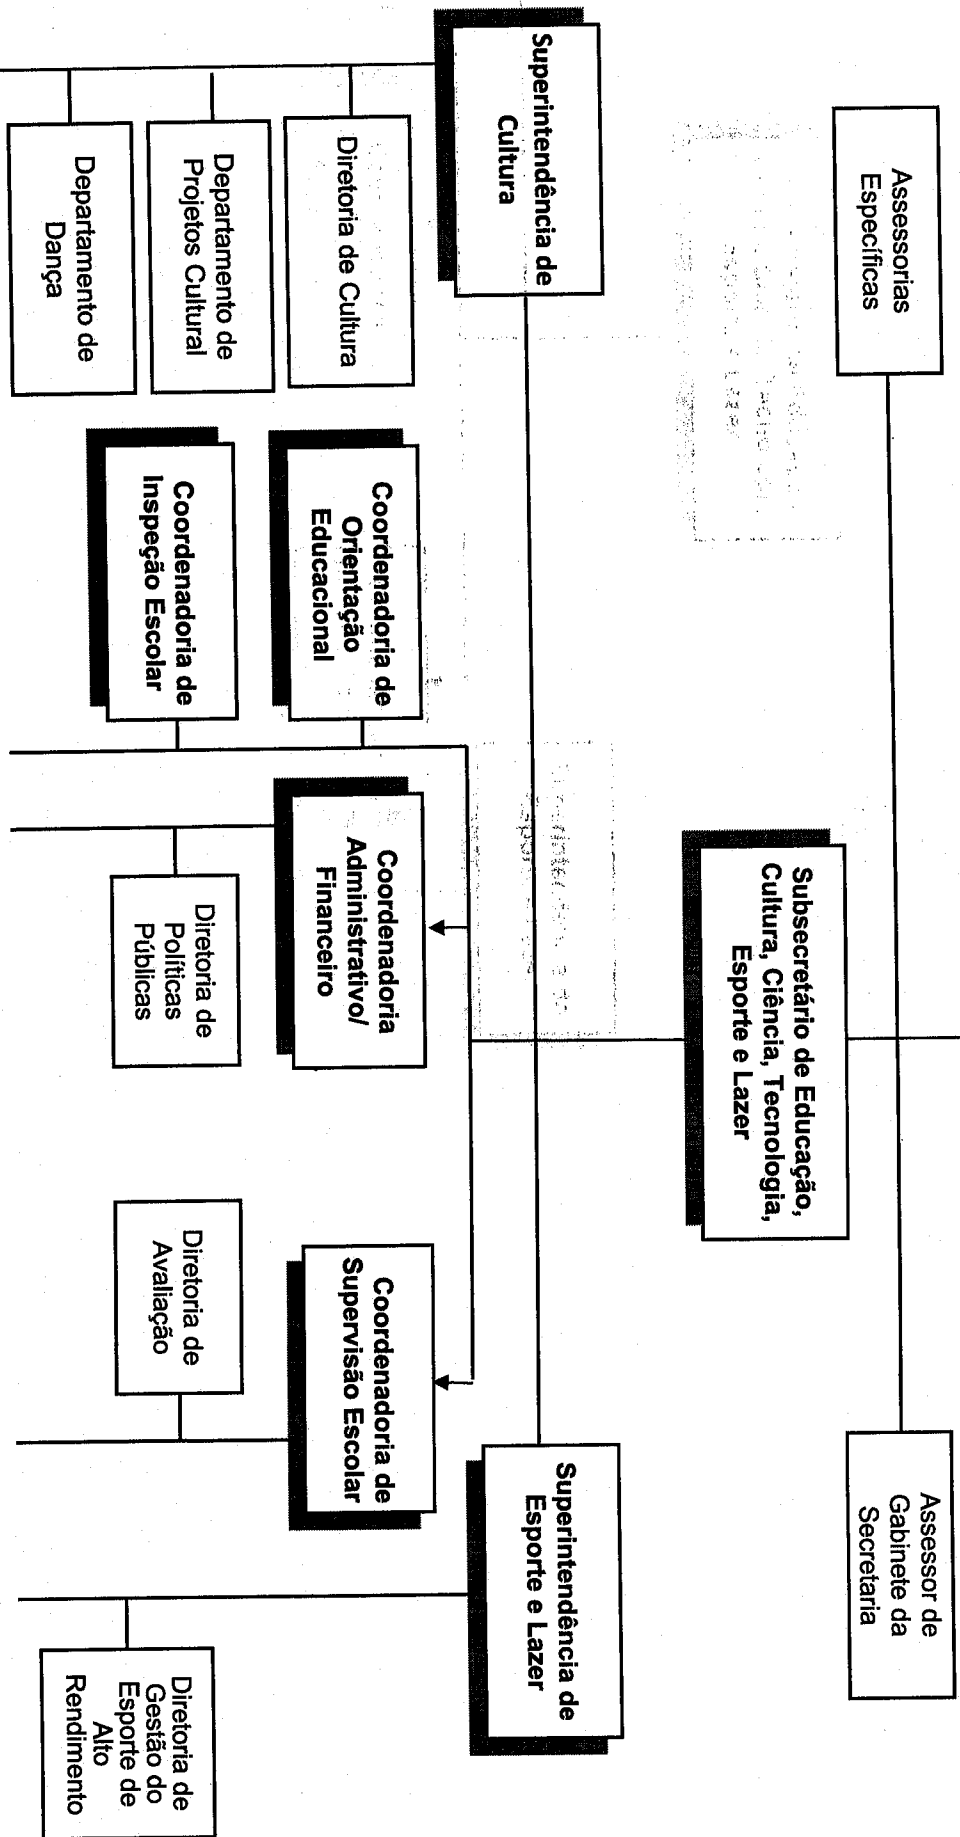 Assessorias
Específicas
Assessor de
Gabinete da
Secretaria
Subsecretário de Educação,
Cultura, Ciência, Tecnologia,
Esporte e Lazer
Superintendência de
Cultura
Superintendência de
Esporte e Lazer
Diretoria de Cultura
Departamento de
Projetos Cultural
Departamento de
Dança
Coordenadoria de
Orientação
Educacional
Coordenadoria de
Inspeção Escolar
Coordenadoria
Administrativo/
Financeiro
Diretoria de
Políticas
Públicas
Coordenadoria de
Supervisão Escolar
Diretoria de
Avaliação
Diretoria de
Gestão do
Esporte de
Alto
Rendimento